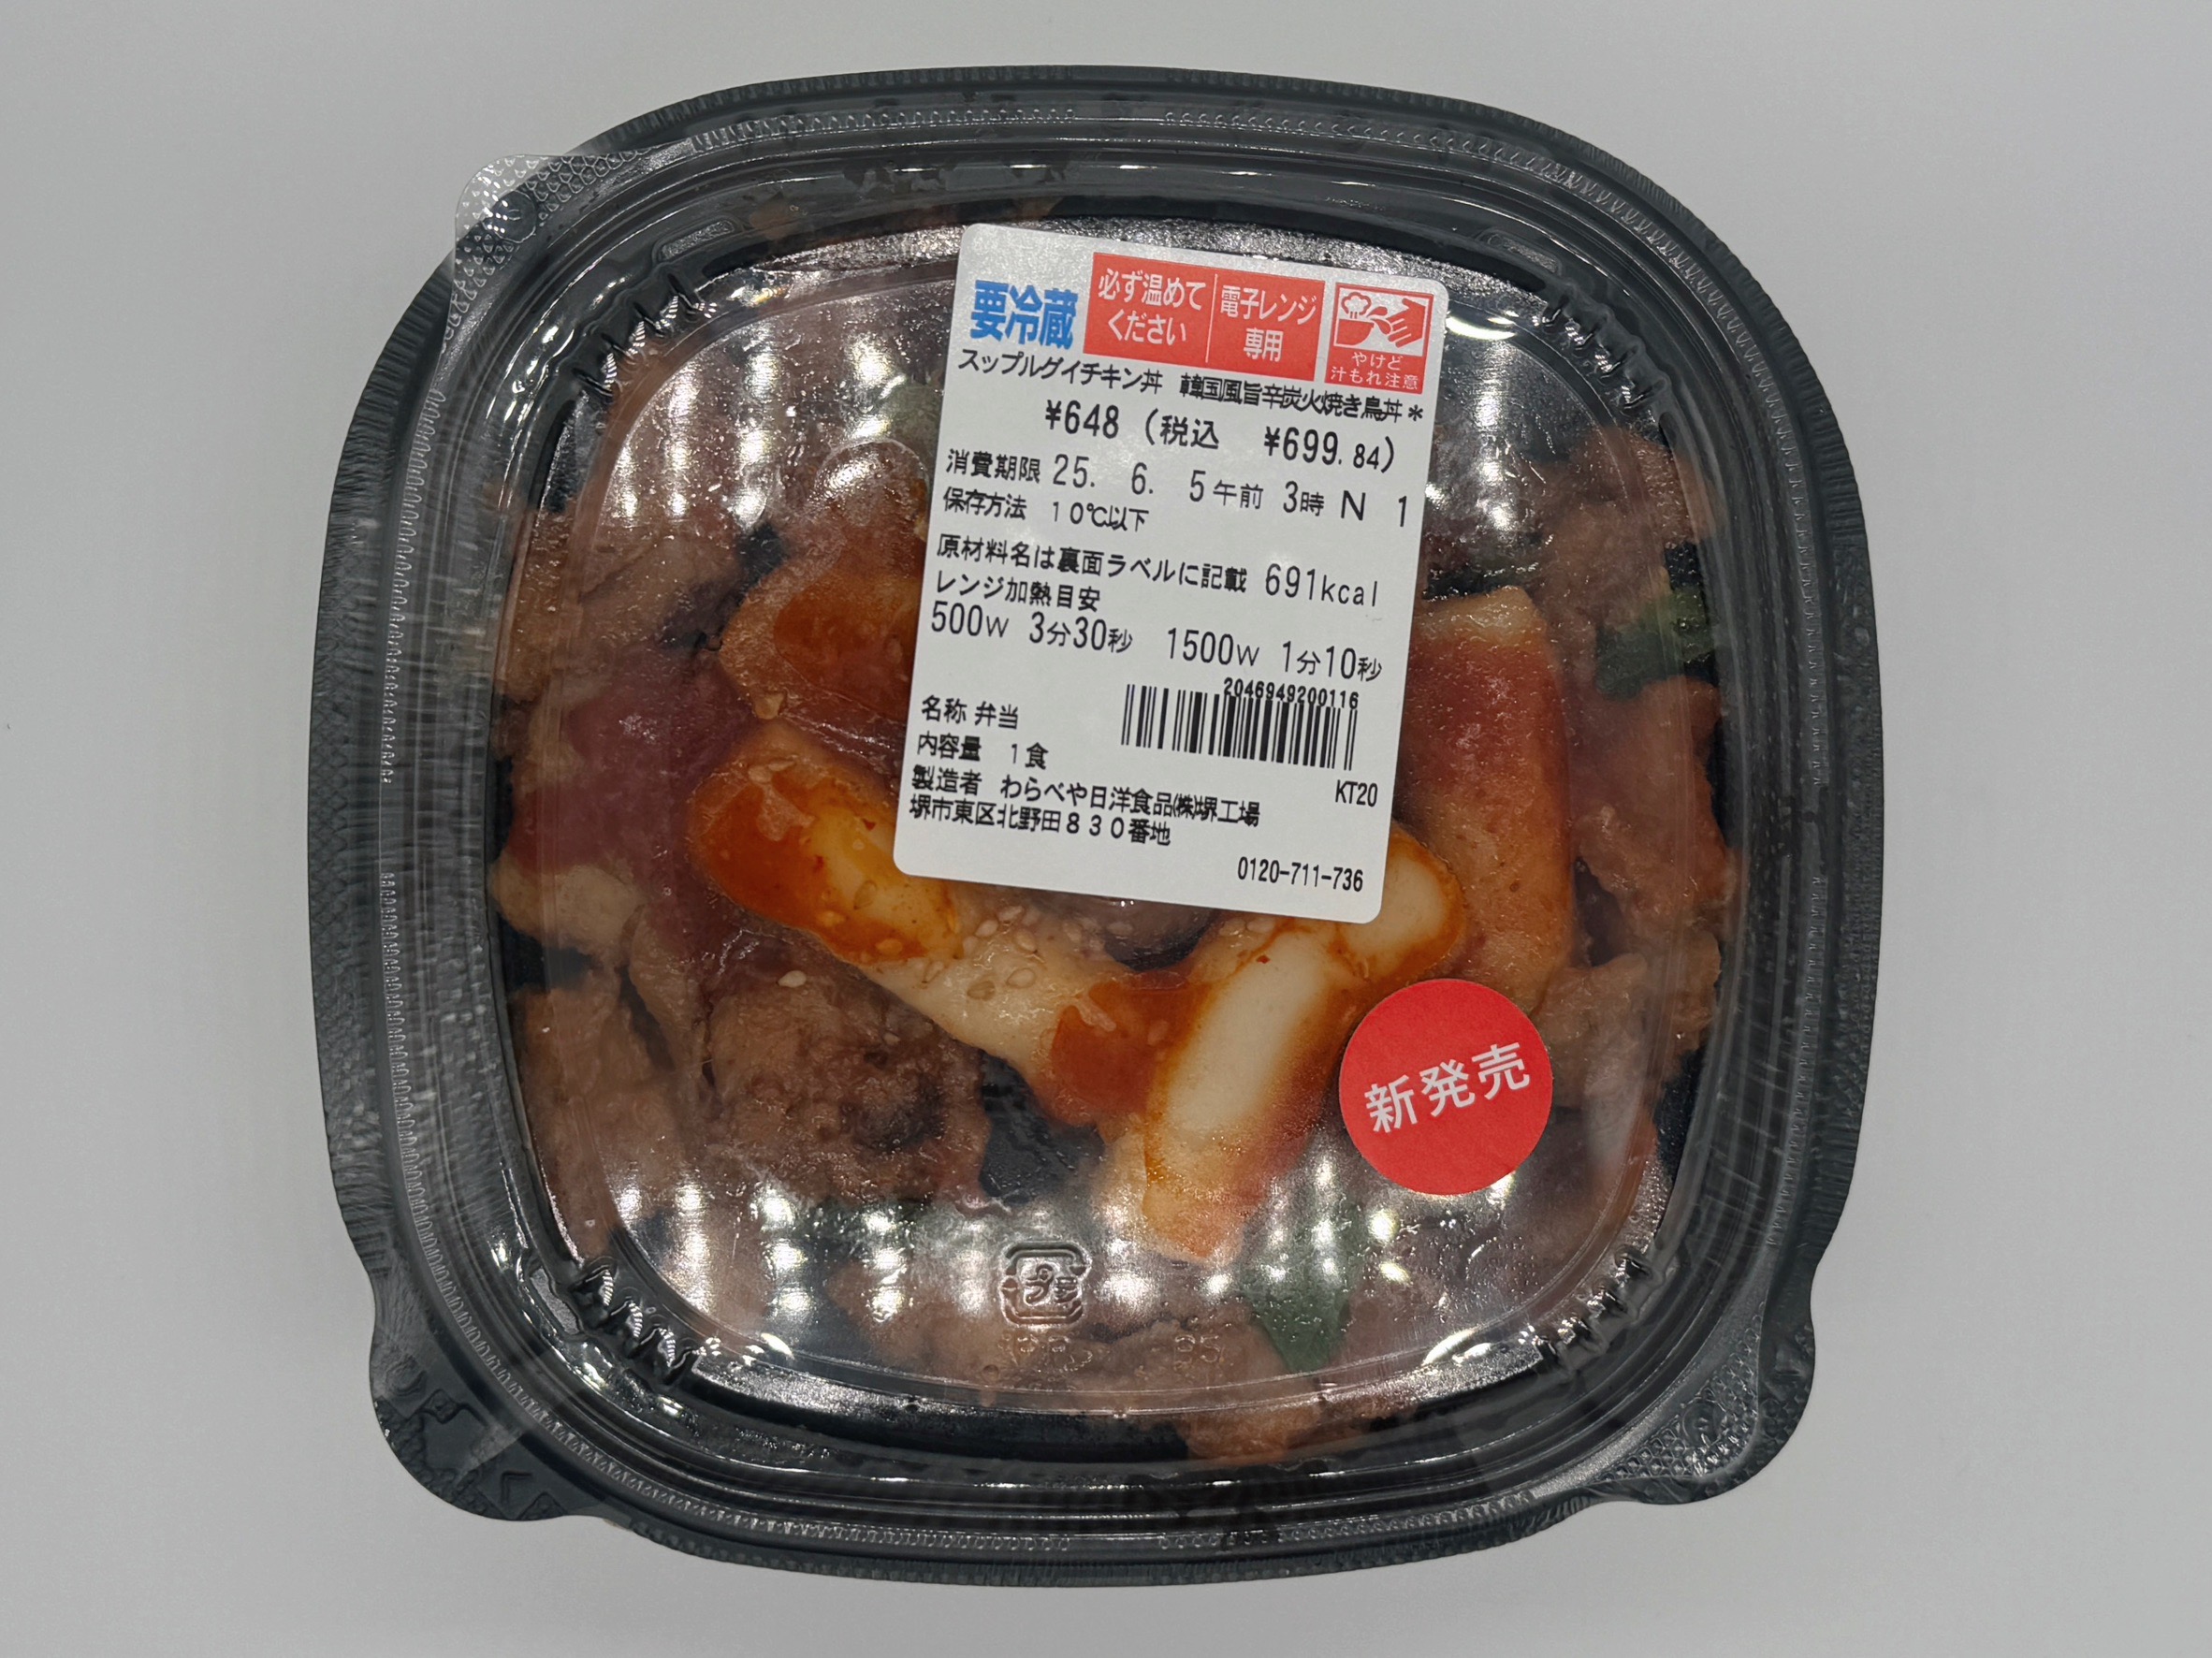 要冷蔵
必ず温めて
ください
電子レンジ
専用
やけど
汁もれ注意
スップルグイチキン丼 韓国風旨辛炭火焼き鳥丼*
¥648 (税込 ¥699.84)
消費期限 25. 6. 5午前 3時 N 1
保存方法 10℃以下
原材料名は裏面ラベルに記載 691kcal
レンジ加熱目安
500W 3分30秒 1500W 1分10秒
2046949200116
名称 弁当
内容量 1食
KT20
製造者 わらべや日洋食品㈱堺工場
堺市東区北野田830番地
0120-711-736
新発売
プラ